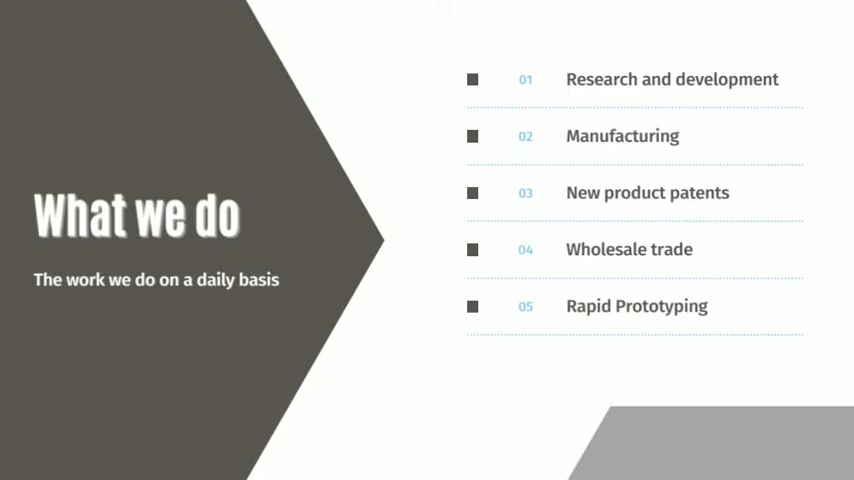 What we do
The work we do on a daily basis
01 Research and development
02 Manufacturing
03 New product patents
04 Wholesale trade
05 Rapid Prototyping